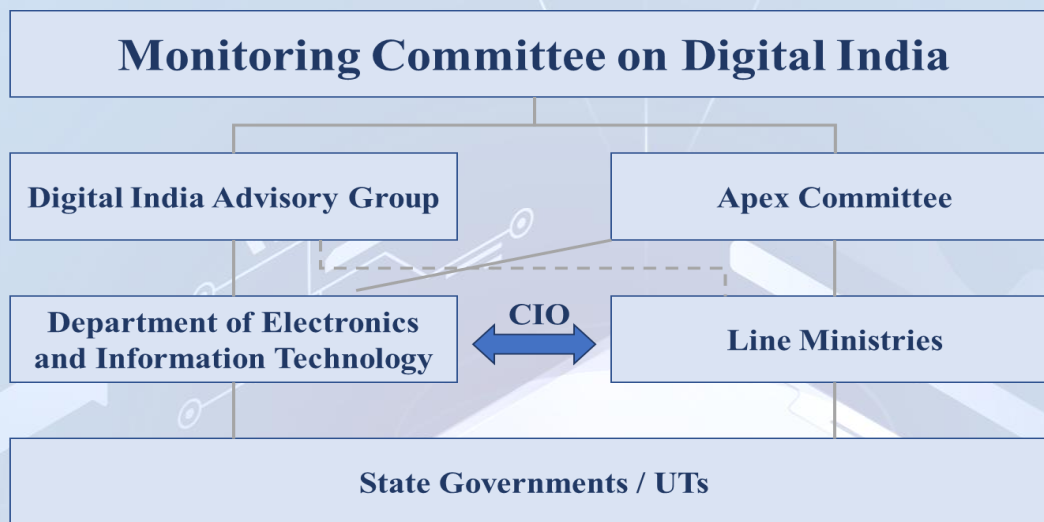 Monitoring Committee on Digital India
Digital India Advisory Group
Apex Committee
Department of Electronics
and Information Technology
CIO
Line Ministries
State Governments / UTs